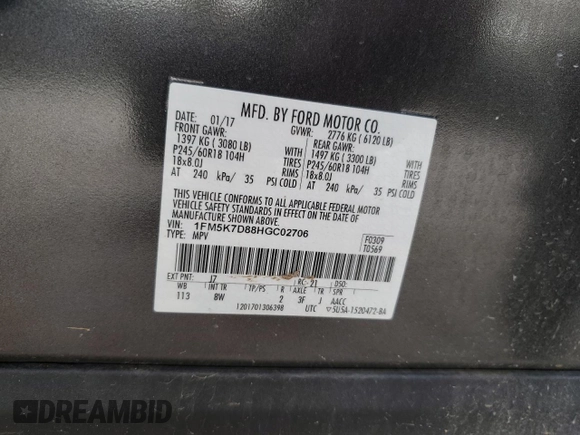 MFD. BY FORD MOTOR CO.
DATE: 01/17 GVWR: 2776 KG ( 6120 LB)
FRONT GAWR: REAR GAWR:
1397 KG ( 3080 LB) 1497 KG (3300 LB)
P245/60R18 104H TIRES P245/60R18 104H TIRES
18x8.0J RIMS 18x8.0J RIMS
AT 240 kPa/ 35 PSI COLD AT 240 kPa/ 35 PSI COLD
THIS VEHICLE CONFORMS TO ALL APPLICABLE FEDERAL MOTOR
VEHICLE SAFETY STANDARDS IN EFFECT ON THE DATE OF
MANUFACTURE SHOWN ABOVE.
VIN: 1FM5K7D88HGC02706 F0309
TYPE: MPV T0569
EXT PNT: J7 RC: 21 DSO:
WB INT TR TP/PS R AXLE TR SPR
113 8W 2 3F J AACC
1201701306398 UTC 5U5A-1520472-BA
DREAMBID